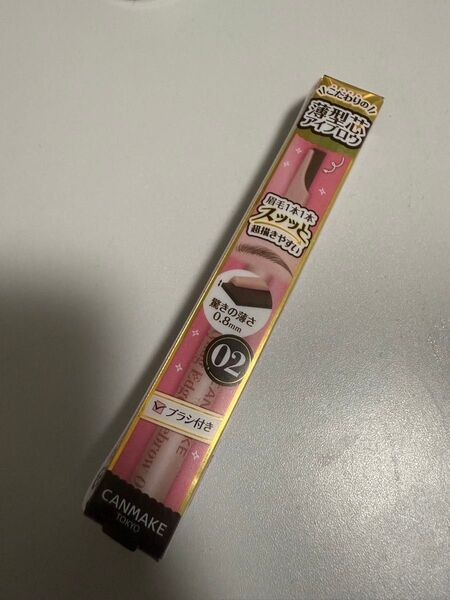 こだわりの
薄型芯
アイブロウ
眉毛1本1本
スッッと
超描きやすい
驚きの薄さ
0.8mm
02
ブラシ付き
CANMAKE
TOKYO